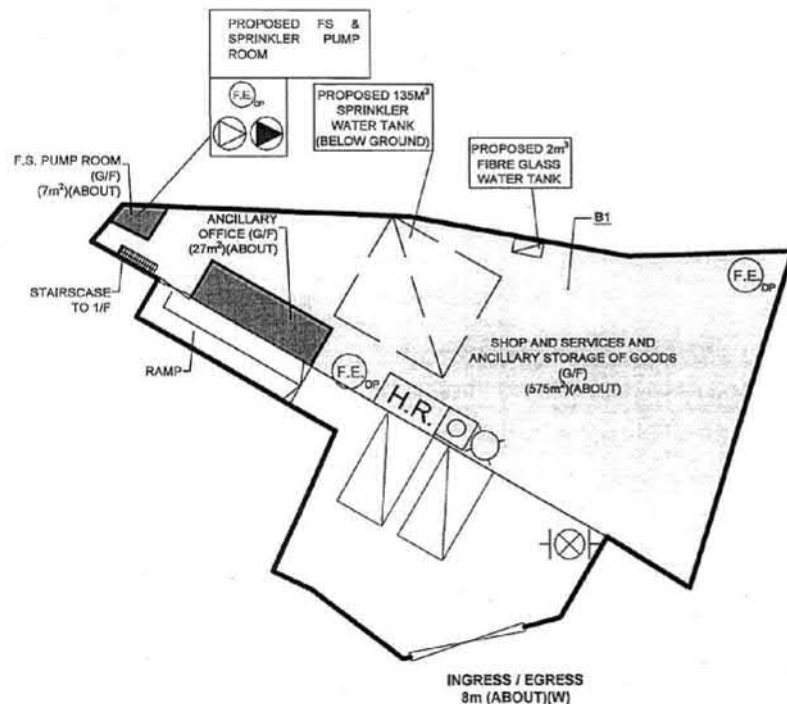 PROPOSED FS &
SPRINKLER PUMP
ROOM
F.E. DP
PROPOSED 135M³
SPRINKLER
WATER TANK
(BELOW GROUND)
PROPOSED 2m³
FIBRE GLASS
WATER TANK
F.S. PUMP ROOM
(G/F)
(7m²)(ABOUT)
ANCILLARY
OFFICE (G/F)
(27m²)(ABOUT)
B1
F.E. DP
STAIRSCASE
TO 1/F
RAMP
SHOP AND SERVICES AND
ANCILLARY STORAGE OF GOODS
(G/F)
(575m²)(ABOUT)
F.E. DP
H.R.
INGRESS / EGRESS
8m (ABOUT)(W)